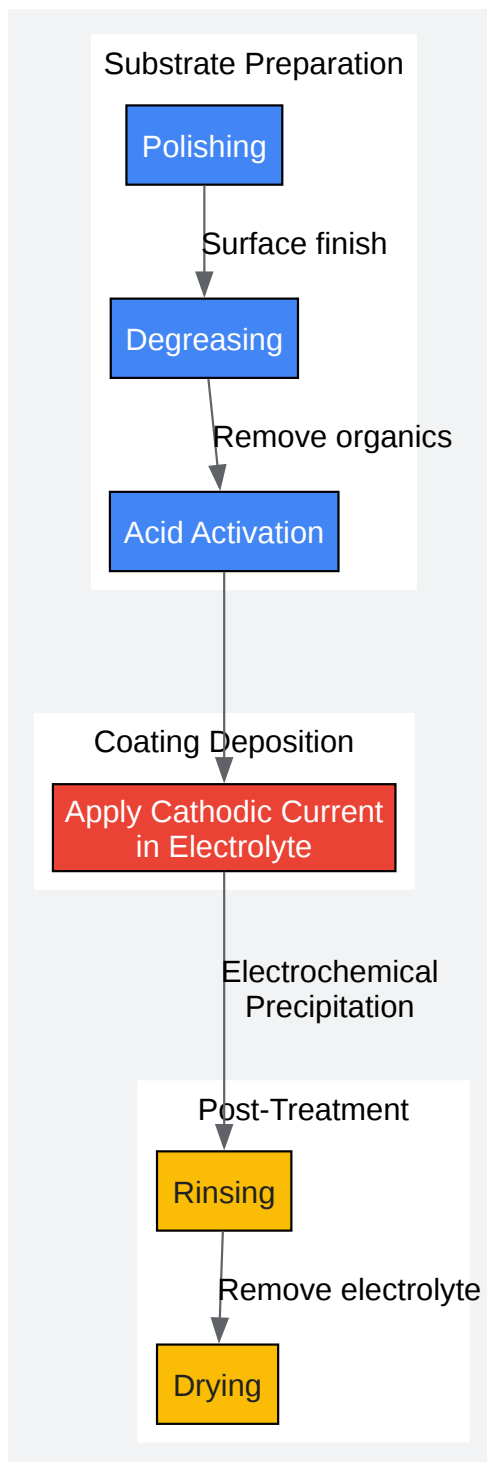 Substrate Preparation
Polishing
Surface finish
Degreasing
Remove organics
Acid Activation
Coating Deposition
Apply Cathodic Current
in Electrolyte
Electrochemical
Precipitation
Post-Treatment
Rinsing
Remove electrolyte
Drying